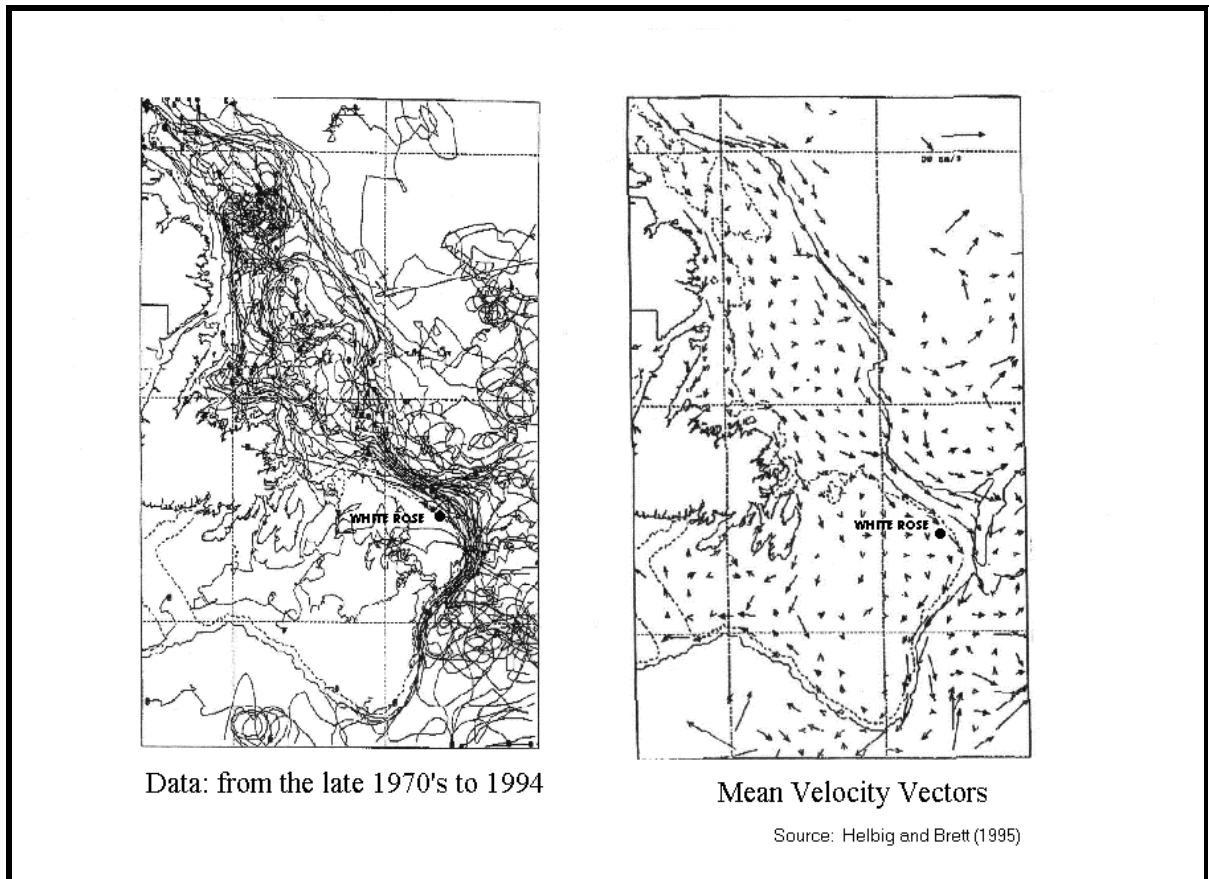 WHITE ROSE
Data: from the late 1970's to 1994
WHITE ROSE
Mean Velocity Vectors
Source: Helbig and Brett (1995)